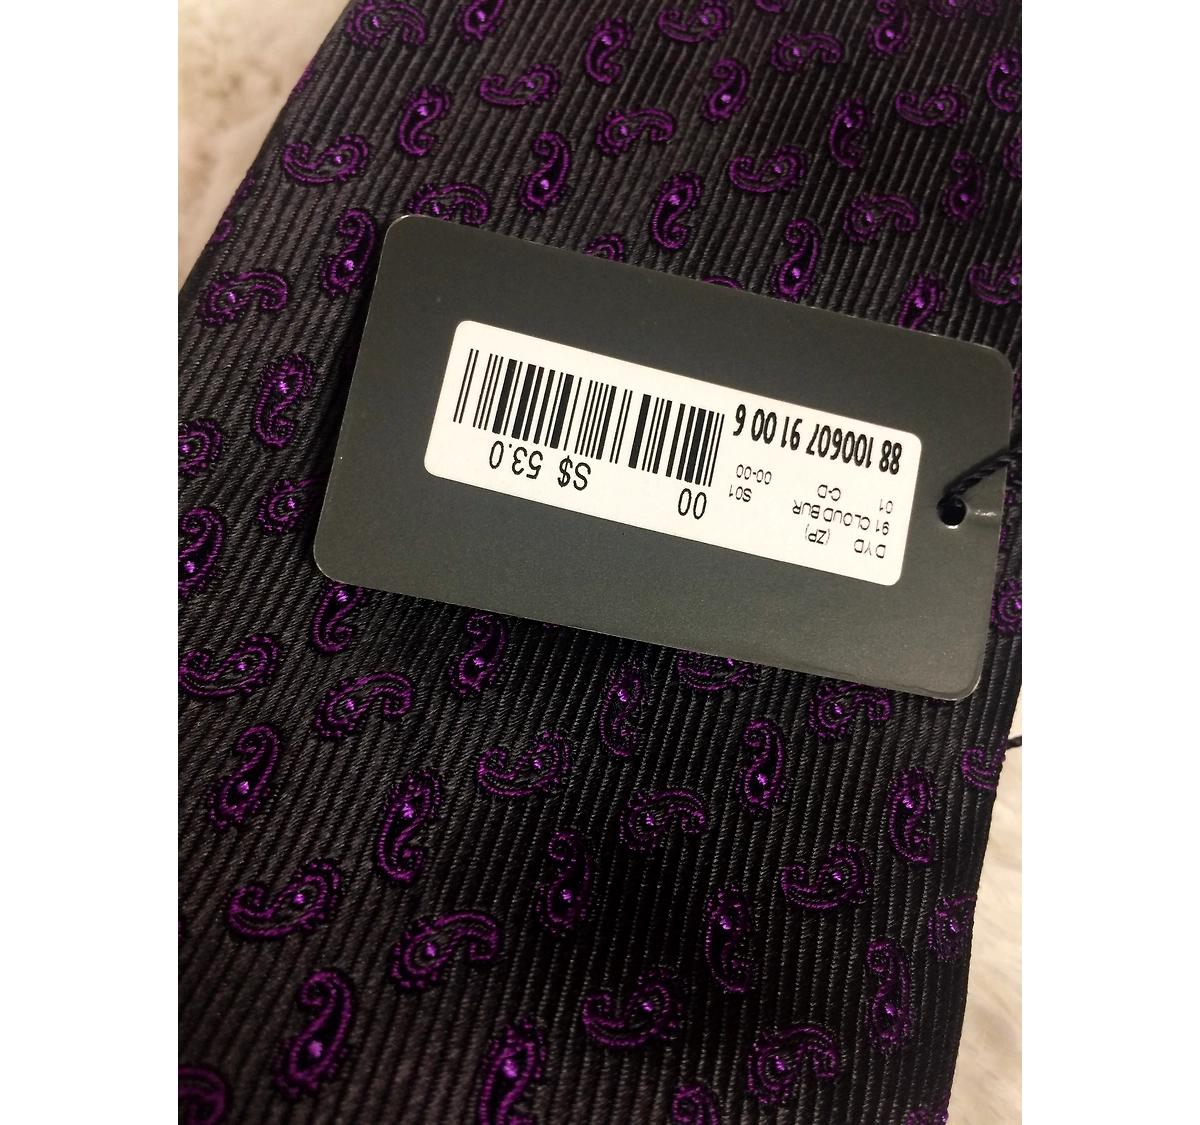 DYD (ZP)
91 CLOUD BUR
01 C-D
S01 00-00
88 100607 91 00 6
00 S$ 53.0